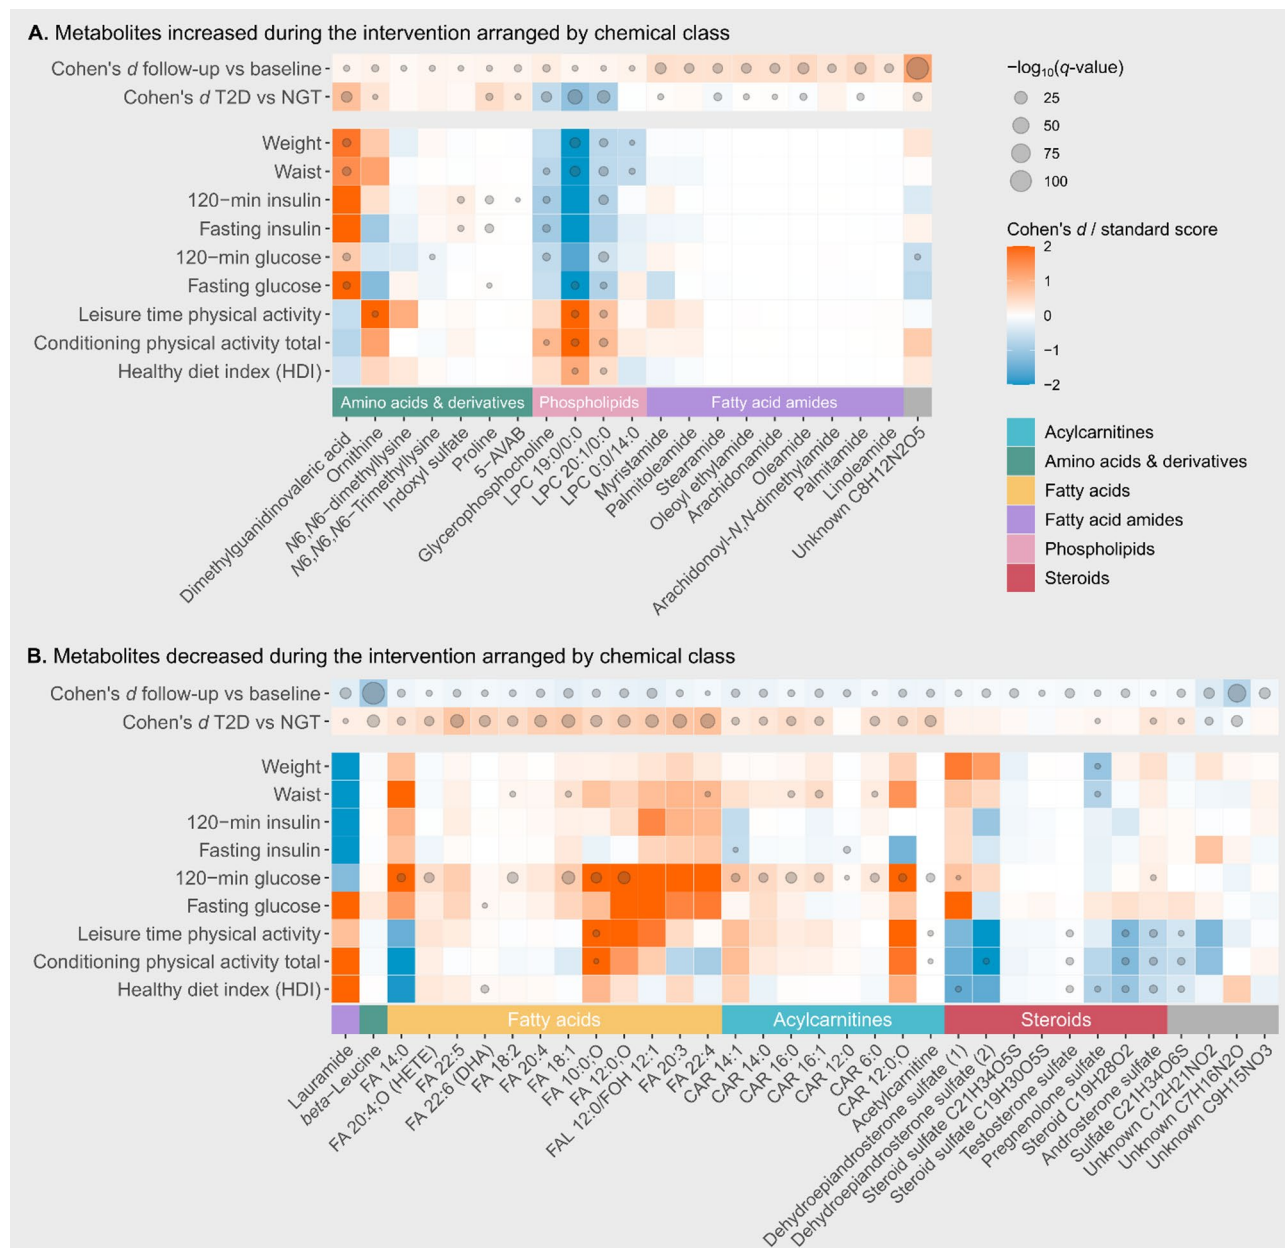 A. Metabolites increased during the intervention arranged by chemical class
Cohen's d follow-up vs baseline
Cohen's d T2D vs NGT
Weight
Waist
120−min insulin
Fasting insulin
120−min glucose
Fasting glucose
Leisure time physical activity
Conditioning physical activity total
Healthy diet index (HDI)
Amino acids & derivatives
Phospholipids
Fatty acid amides
Dimethylguanidinovaleric acid
Ornithine
N6,N6−dimethyllysine
N6,N6,N6−Trimethyllysine
Indoxyl sulfate
Proline
5−AVAB
Glycerophosphocholine
LPC 19:0/0:0
LPC 20:1/0:0
LPC 0:0/14:0
Myristamide
Palmitoleamide
Stearamide
Oleoyl ethylamide
Arachidonamide
Oleamide
Arachidonoyl-N,N-dimethylamide
Palmitamide
Linoleamide
Unknown C8H12N2O5
−log10(q-value)
25
50
75
100
Cohen's d / standard score
2
1
0
−1
−2
Acylcarnitines
Amino acids & derivatives
Fatty acids
Fatty acid amides
Phospholipids
Steroids
B. Metabolites decreased during the intervention arranged by chemical class
Cohen's d follow-up vs baseline
Cohen's d T2D vs NGT
Weight
Waist
120−min insulin
Fasting insulin
120−min glucose
Fasting glucose
Leisure time physical activity
Conditioning physical activity total
Healthy diet index (HDI)
Fatty acids
Acylcarnitines
Steroids
Lauramide
beta−Leucine
FA 14:0
FA 20:4;O (HETE)
FA 22:5
FA 22:6 (DHA)
FA 18:2
FA 20:4
FA 18:1
FA 10:0;O
FA 12:0;O
FAL 12:0/FOH 12:1
FA 20:3
FA 22:4
CAR 14:1
CAR 14:0
CAR 16:0
CAR 16:1
CAR 12:0
CAR 6:0
CAR 12:0;O
Acetylcarnitine
Dehydroepiandrosterone sulfate (1)
Dehydroepiandrosterone sulfate (2)
Steroid sulfate C21H34O5S
Steroid sulfate C19H30O5S
Testosterone sulfate
Pregnenolone sulfate
Steroid C19H28O2
Androsterone sulfate
Sulfate C21H34O6S
Unknown C12H21NO2
Unknown C7H16N2O
Unknown C9H15NO3